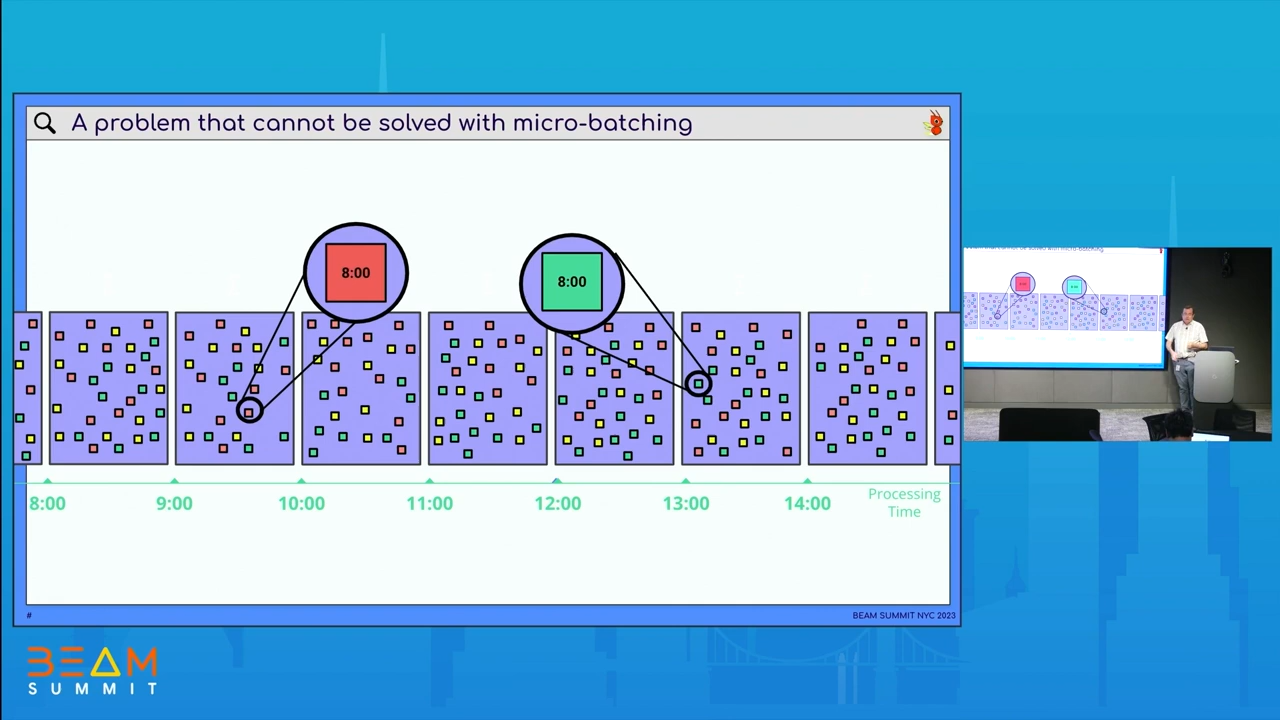 A problem that cannot be solved with micro-batching
8:00
8:00
8:00
9:00
10:00
11:00
12:00
13:00
14:00
Processing
Time
#
BEAM SUMMIT NYC 2023
BEAM
SUMMIT